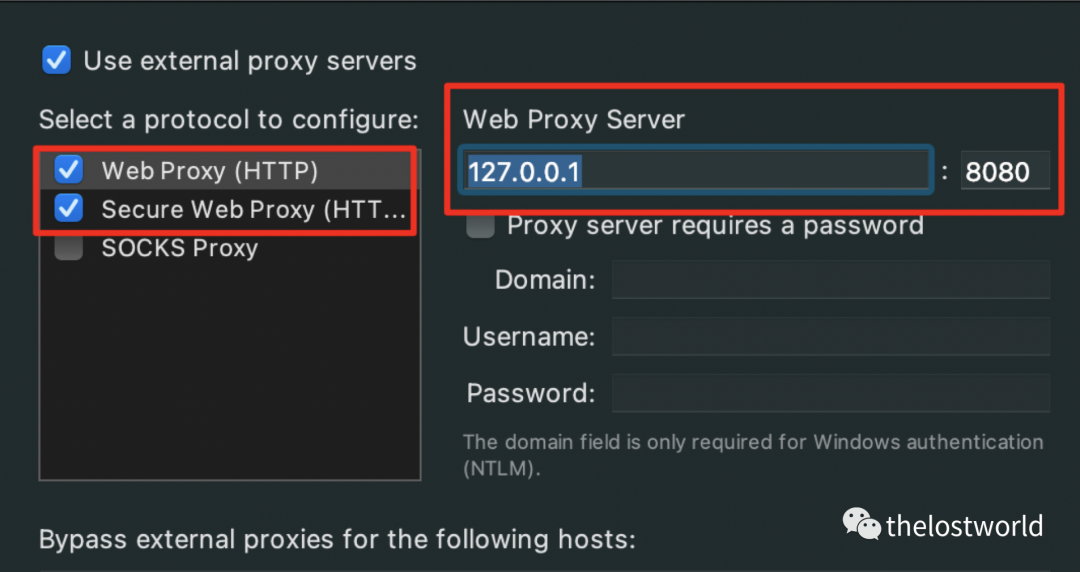 Use external proxy servers
Select a protocol to configure:
Web Proxy (HTTP)
Secure Web Proxy (HTT...
SOCKS Proxy
Web Proxy Server
127.0.0.1 : 8080
Proxy server requires a password
Domain:
Username:
Password:
The domain field is only required for Windows authentication
(NTLM).
Bypass external proxies for the following hosts:
thelostworld